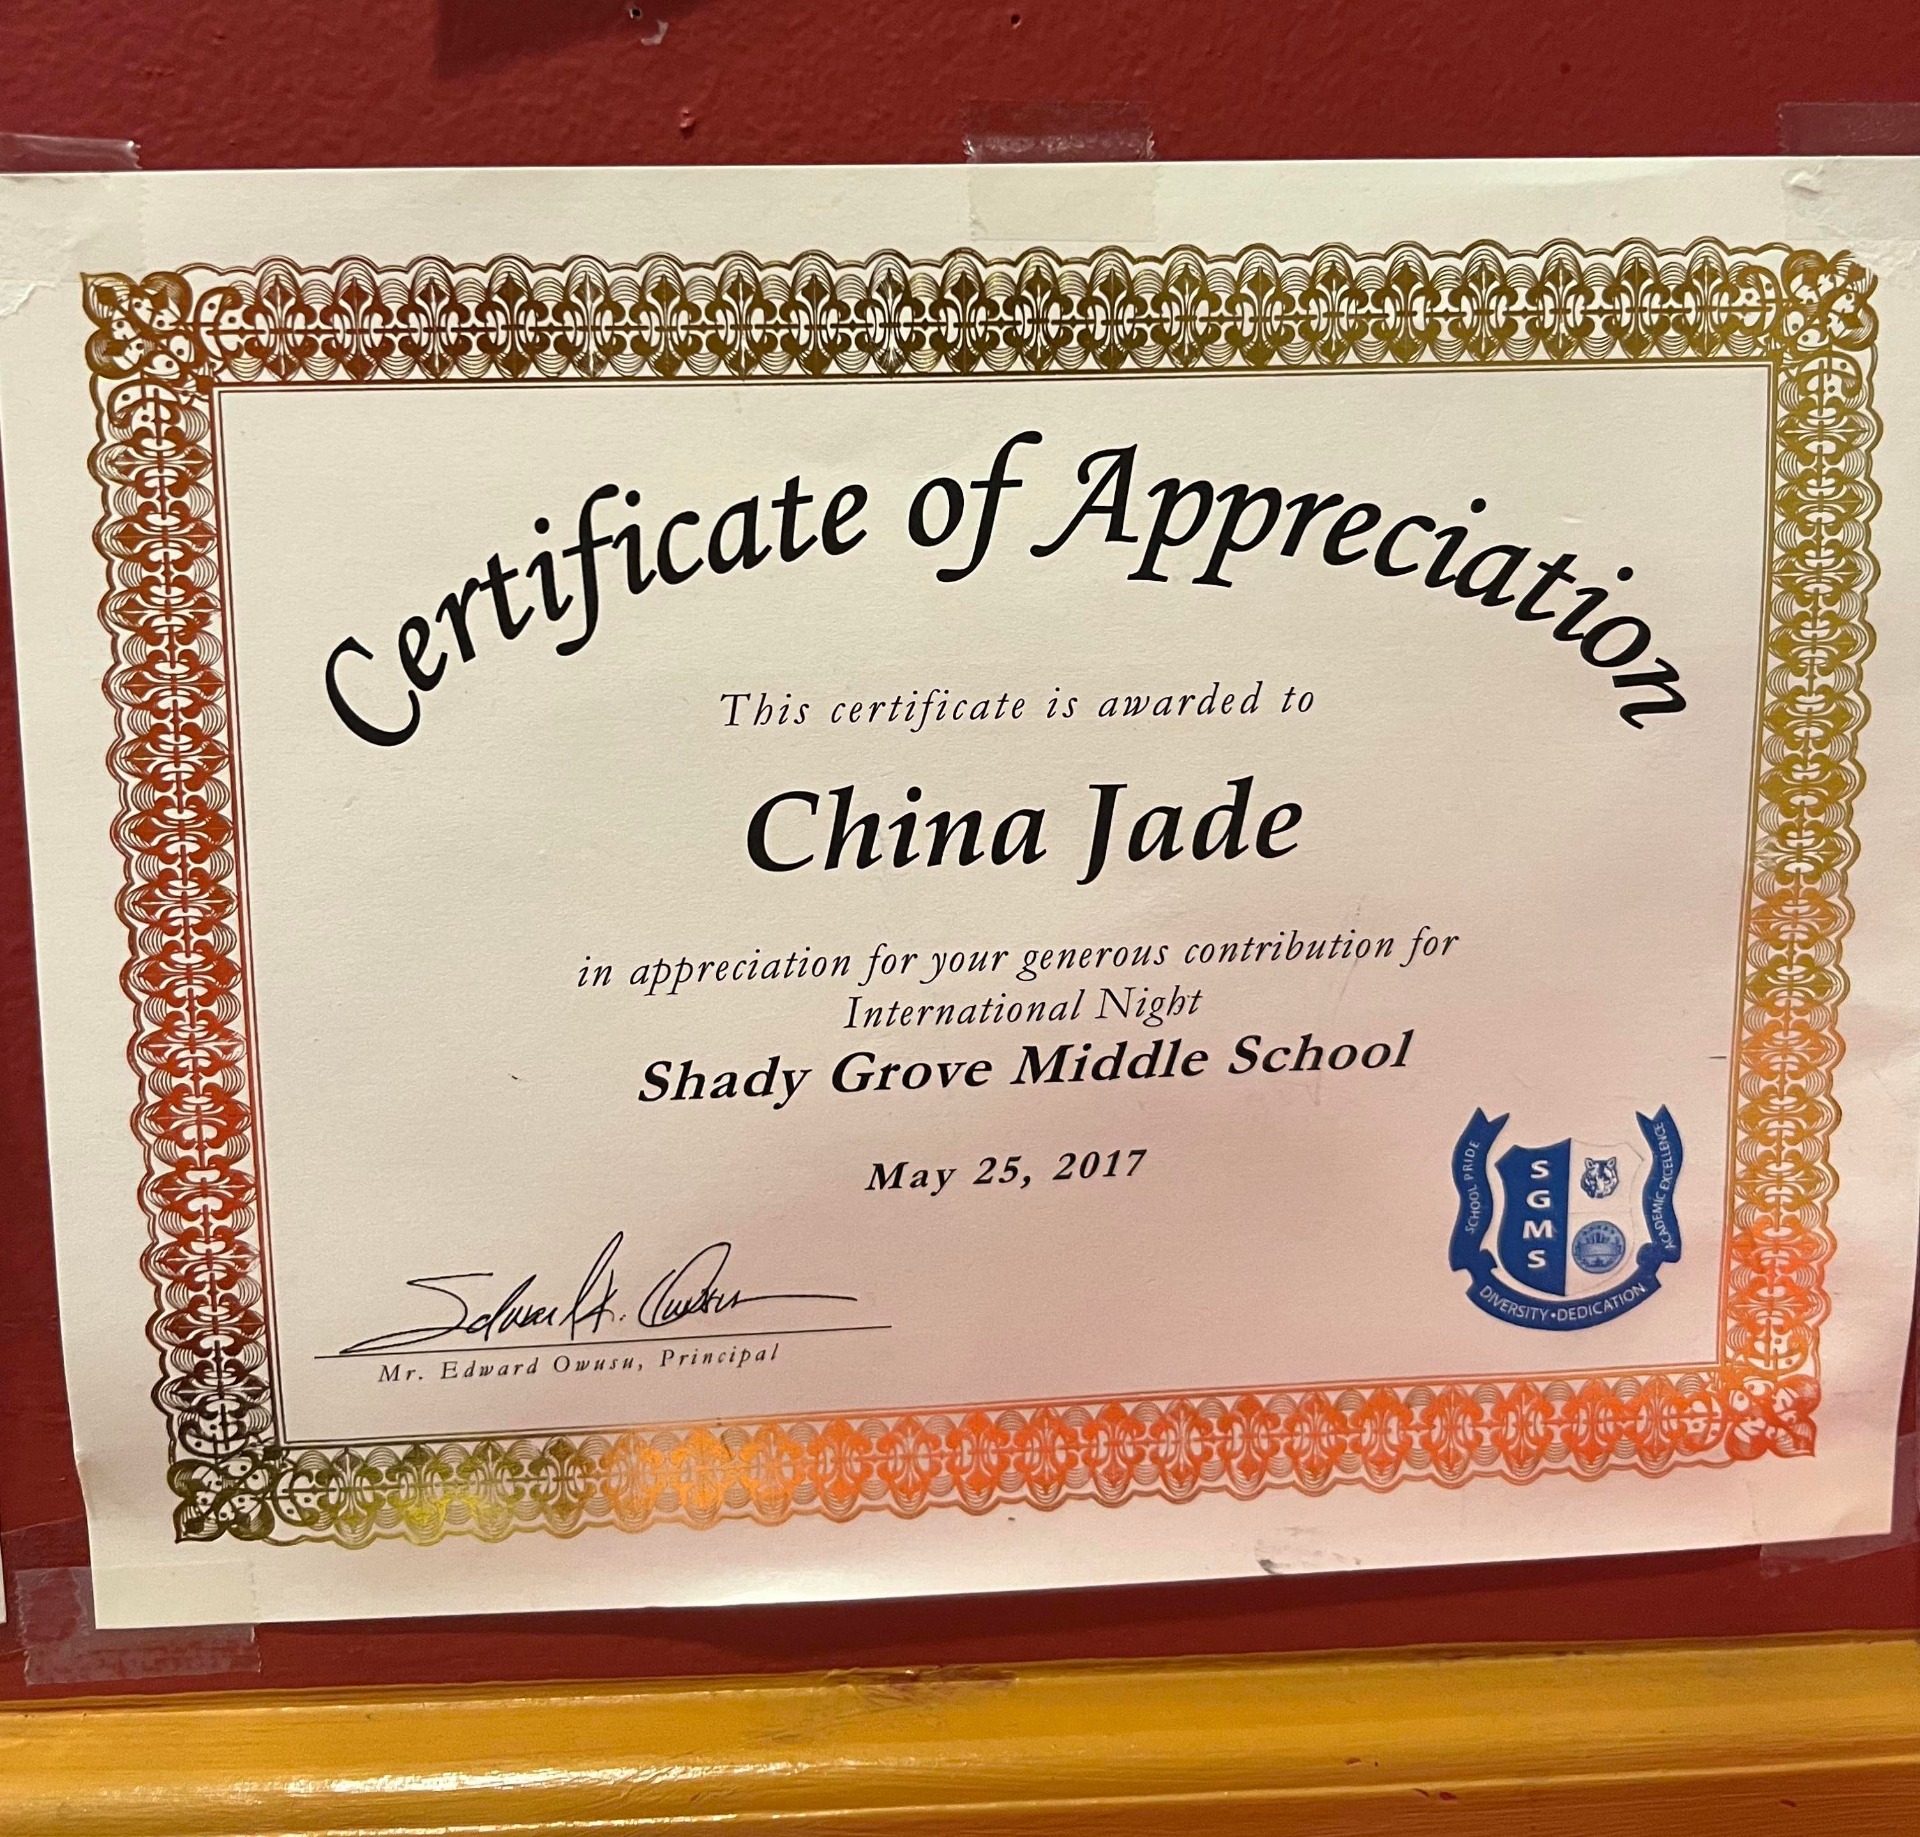 Certificate of Appreciation
This certificate is awarded to
China Jade
in appreciation for your generous contribution for
International Night
Shady Grove Middle School
May 25, 2017
Edward K. Owusu
Mr. Edward Owusu, Principal
SCHOOL PRIDE
SGMS
ACADEMIC EXCELLENCE
DIVERSITY•DEDICATION